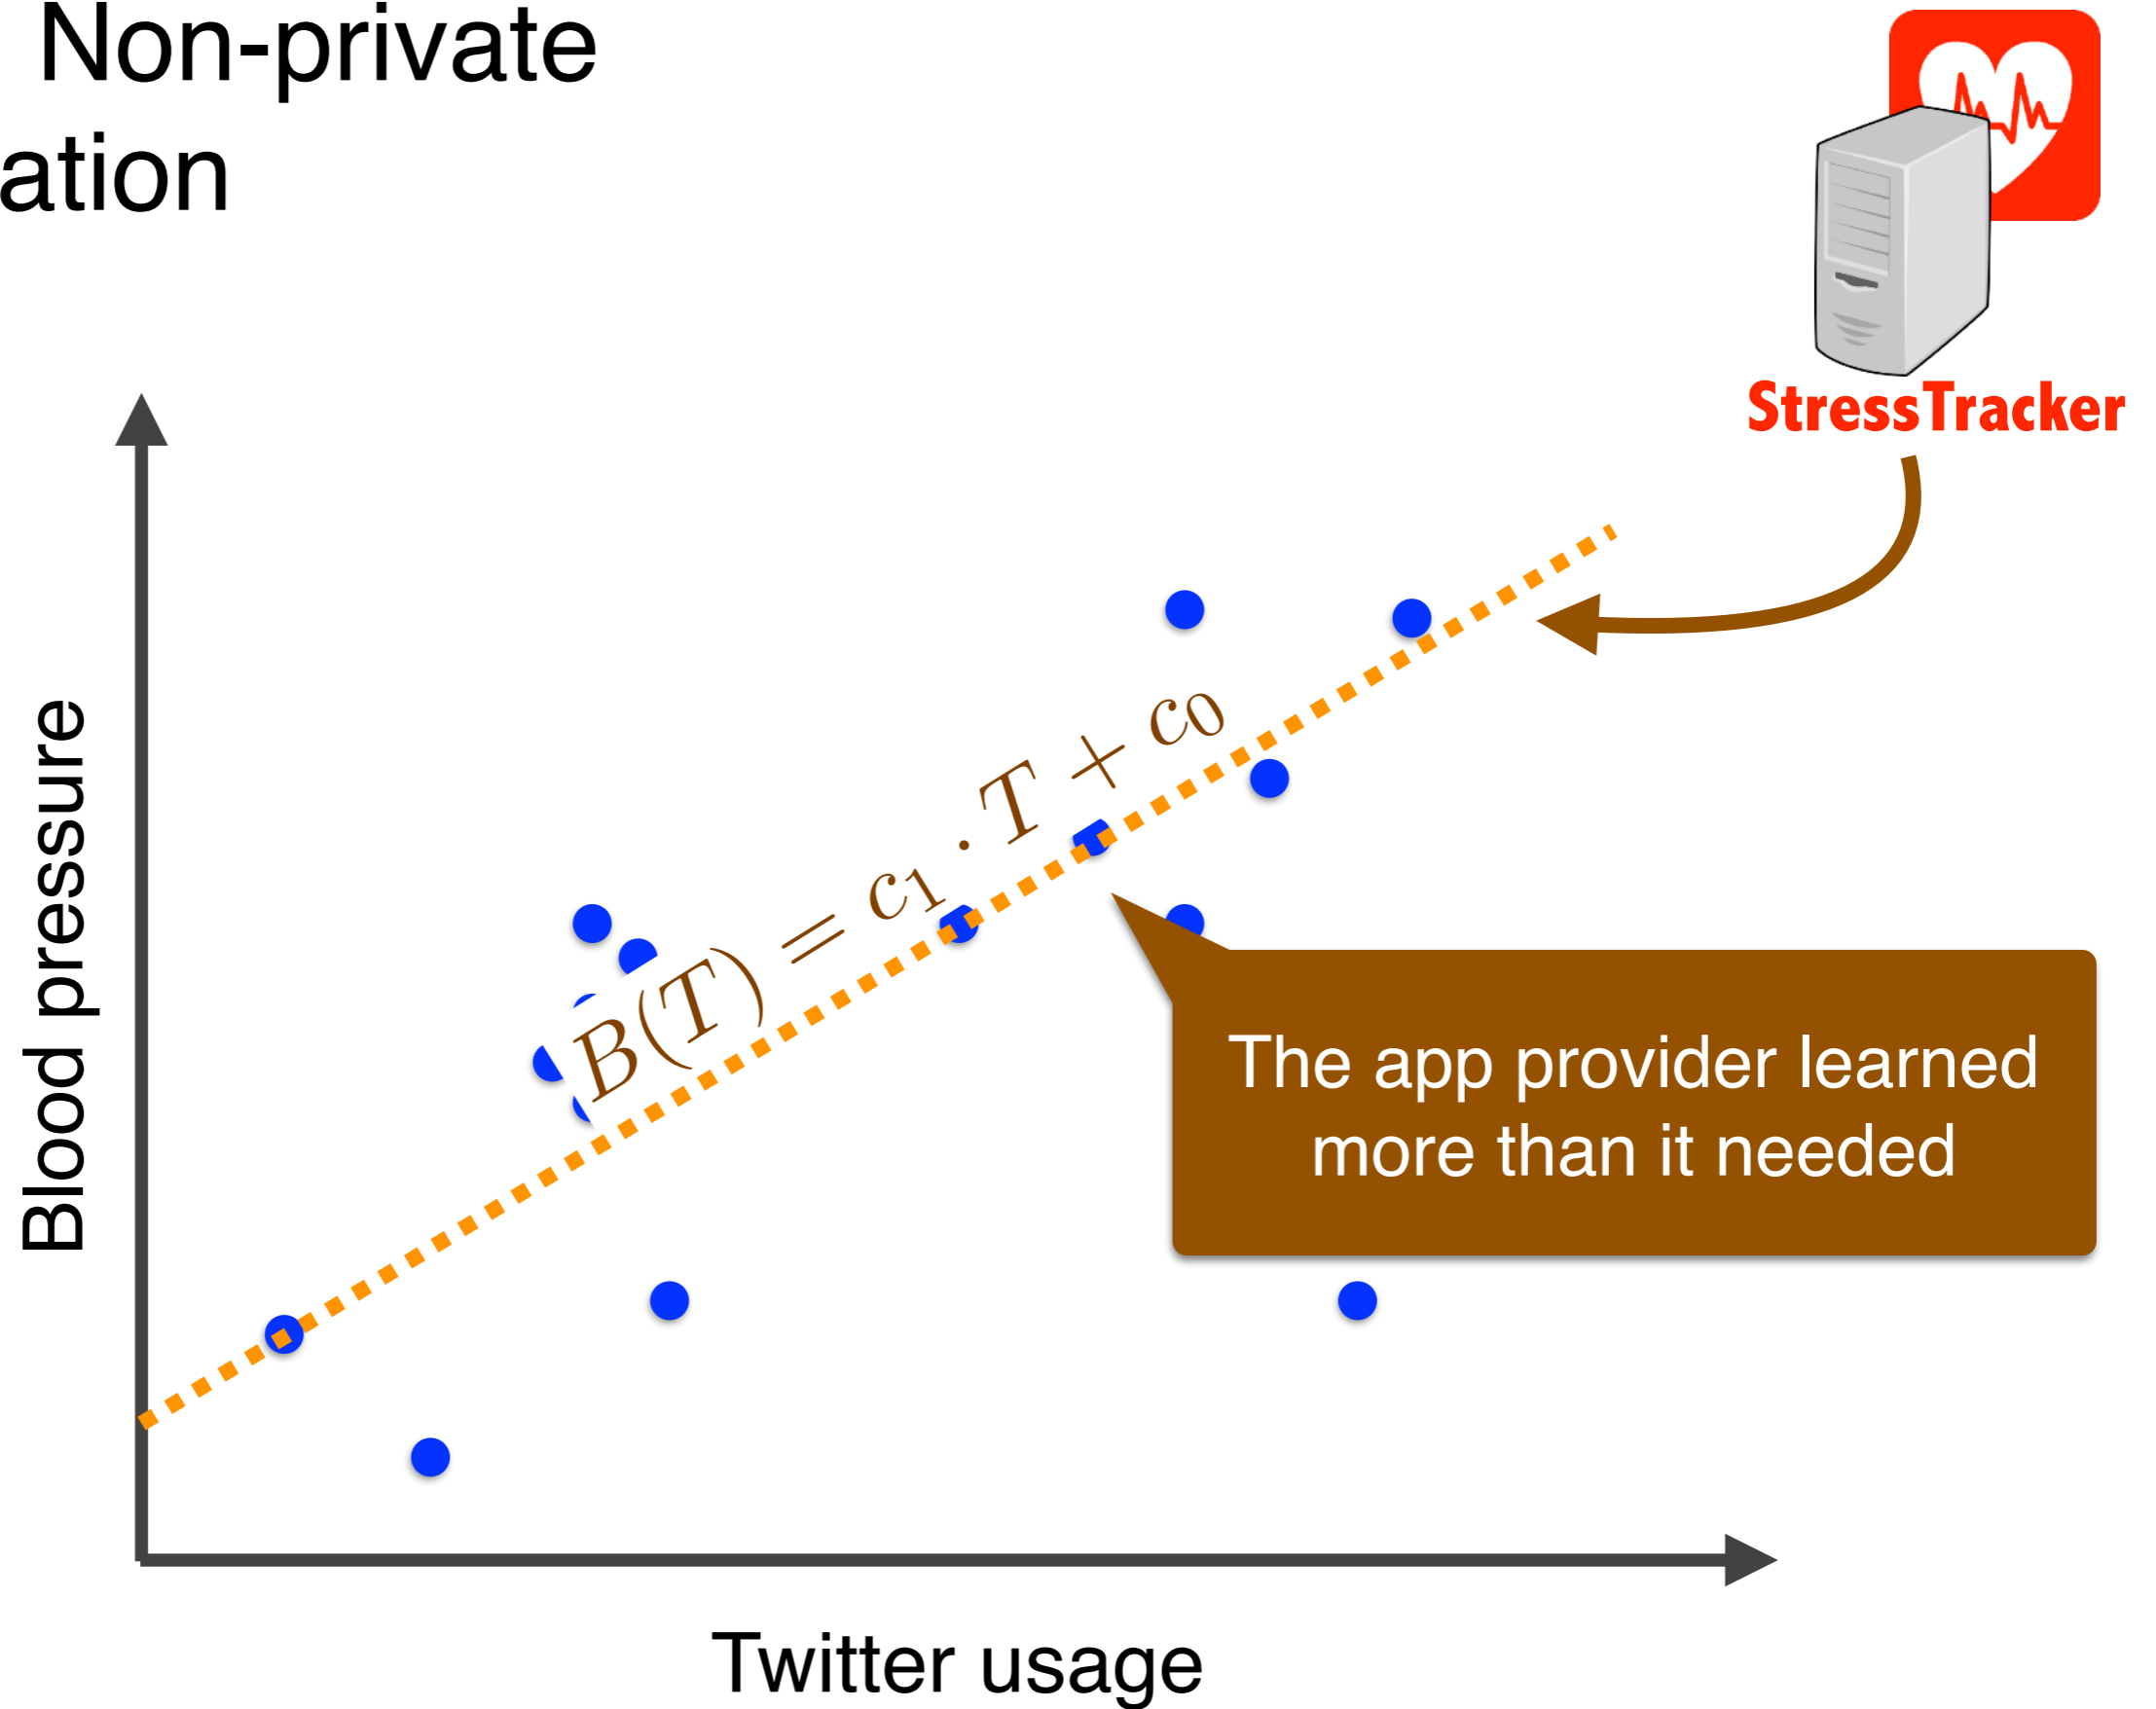 Non-private
ation
StressTracker
Blood pressure
B(T) = c₁ · T + c₀
The app provider learned
more than it needed
Twitter usage